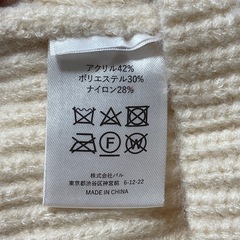 アクリル42%
ポリエステル30%
ナイロン28%
F
株式会社パル
東京都渋谷区神宮前 6-12-22
MADE IN CHINA